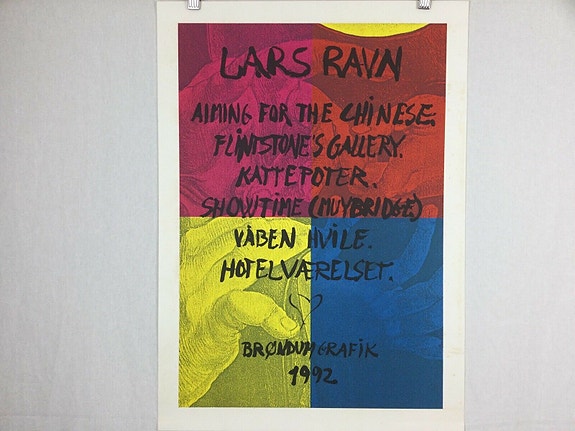 LARS RAVN
AIMING FOR THE CHINESE.
FLINTSTONE'S GALLERY.
KATTEPOTER.
SHOWTIME (MUYBRIDGE)
VÅBEN HVILE.
HOTELVÆRELSET.
BRØNDUM GRAFIK
1992